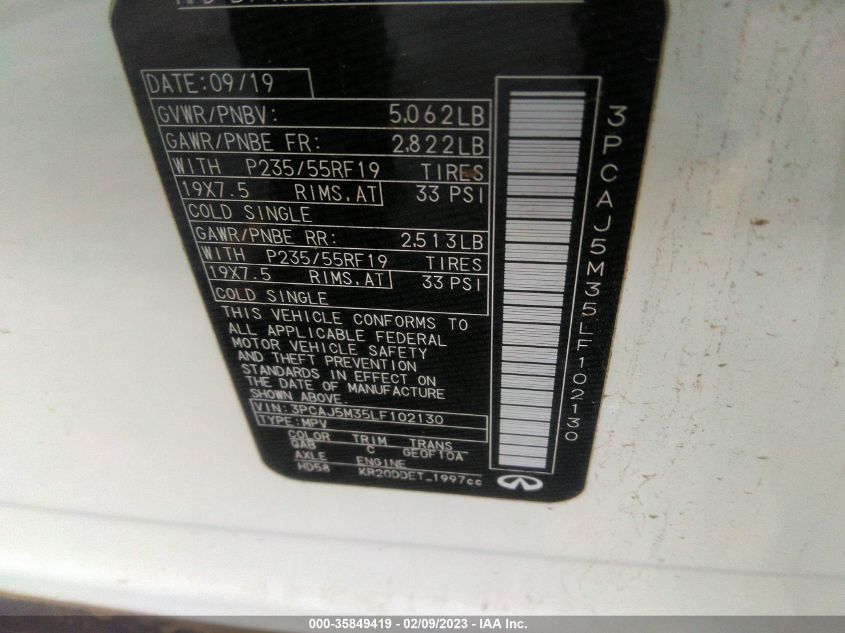 DATE:09/19
GVWR/PNBV: 5,062LB
GAWR/PNBE FR: 2,822LB
WITH P235/55RF19 TIRES
19X7.5 RIMS,AT 33 PSI
COLD SINGLE
GAWR/PNBE RR: 2,513LB
WITH P235/55RF19 TIRES
19X7.5 RIMS,AT 33 PSI
COLD SINGLE
THIS VEHICLE CONFORMS TO
ALL APPLICABLE FEDERAL
MOTOR VEHICLE SAFETY
AND THEFT PREVENTION
STANDARDS IN EFFECT ON
THE DATE OF MANUFACTURE
SHOWN ABOVE.
VIN:3PCAJ5M35LF102130
TYPE:MPV
COLOR TRIM TRANS
QAB C GE0F10A
AXLE ENGINE
HD58 KR20DDET_1997cc
3PCAJ5M35LF102130
000-35849419 - 02/09/2023 - IAA Inc.